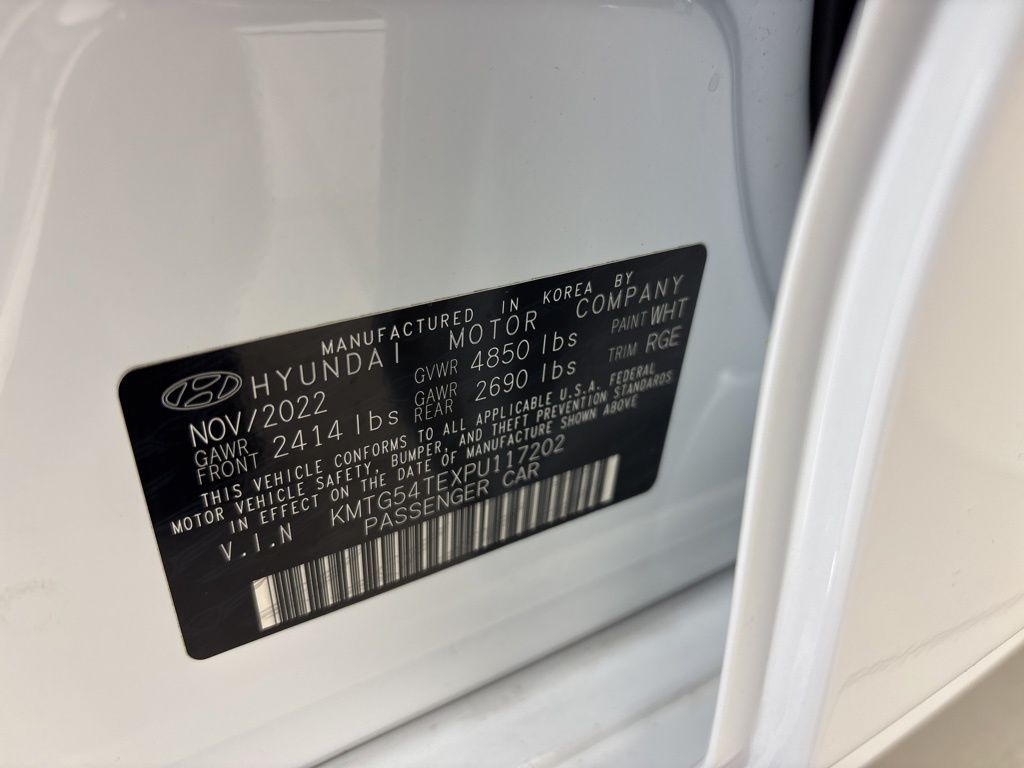 MANUFACTURED IN KOREA BY
HYUNDAI MOTOR COMPANY
NOV/2022 GVWR 4850 lbs PAINT WHT
GAWR FRONT 2414 lbs GAWR REAR 2690 lbs TRIM RGE
THIS VEHICLE CONFORMS TO ALL APPLICABLE U.S.A. FEDERAL
MOTOR VEHICLE SAFETY, BUMPER, AND THEFT PREVENTION STANDARDS
IN EFFECT ON THE DATE OF MANUFACTURE SHOWN ABOVE
V.I.N KMTG54TEXPU117202
PASSENGER CAR